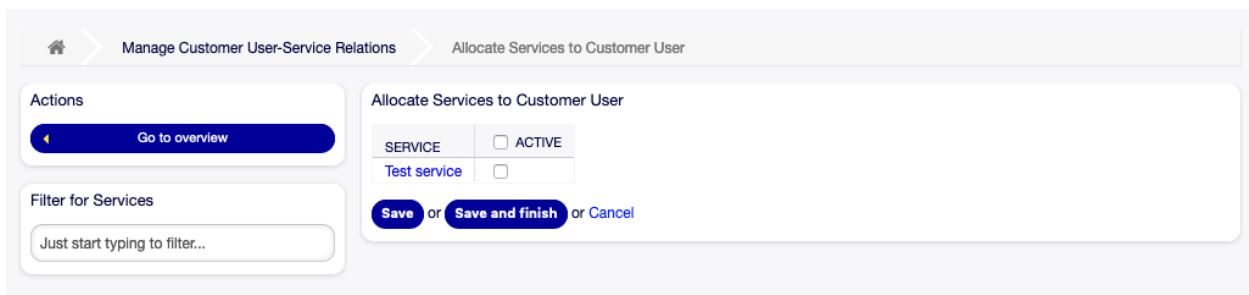 Manage Customer User-Service Relations
Allocate Services to Customer User
Actions
Go to overview
Filter for Services
Just start typing to filter...
Allocate Services to Customer User
SERVICE ACTIVE
Test service
Save or Save and finish or Cancel